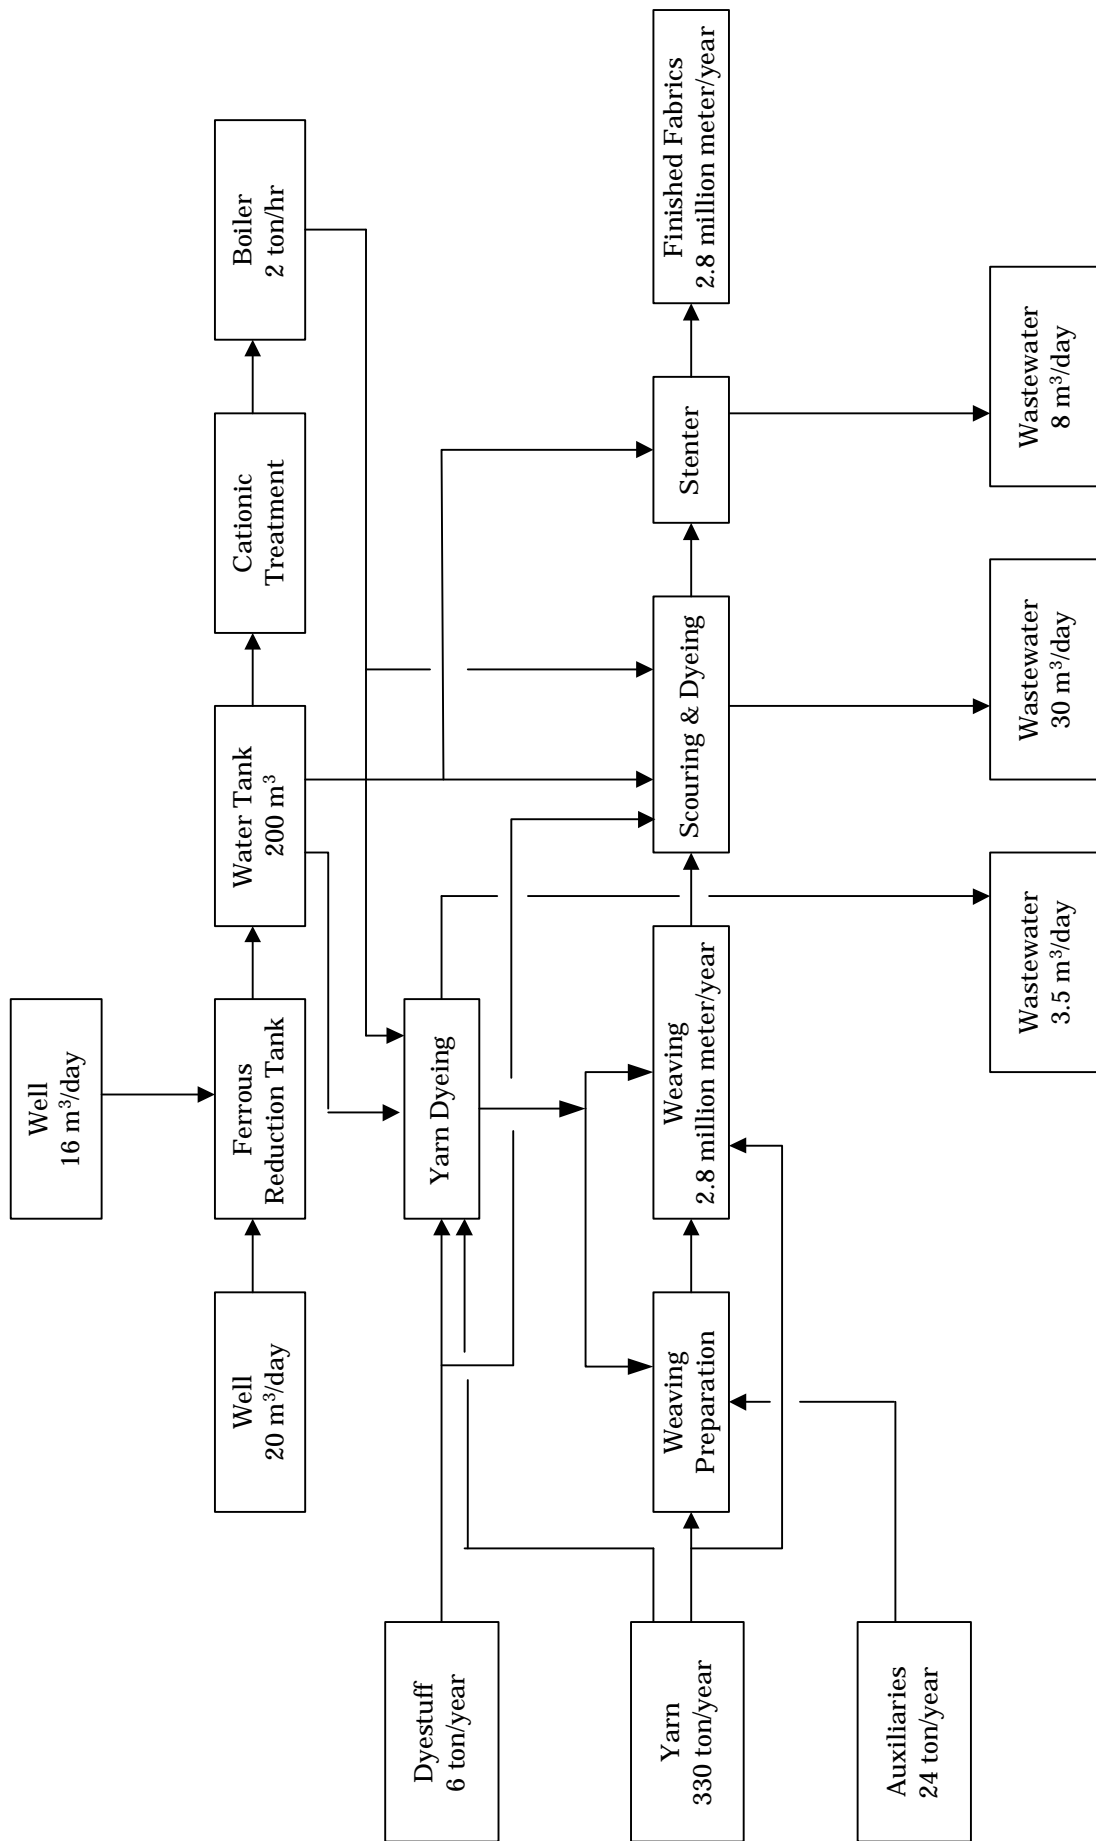 Well
16 m³/day
Well
20 m³/day
Ferrous
Reduction Tank
Water Tank
200 m³
Cationic
Treatment
Boiler
2 ton/hr
Dyestuff
6 ton/year
Yarn Dyeing
Yarn
330 ton/year
Weaving
Preparation
Weaving
2.8 million meter/year
Scouring & Dyeing
Stenter
Finished Fabrics
2.8 million meter/year
Auxiliaries
24 ton/year
Wastewater
3.5 m³/day
Wastewater
30 m³/day
Wastewater
8 m³/day